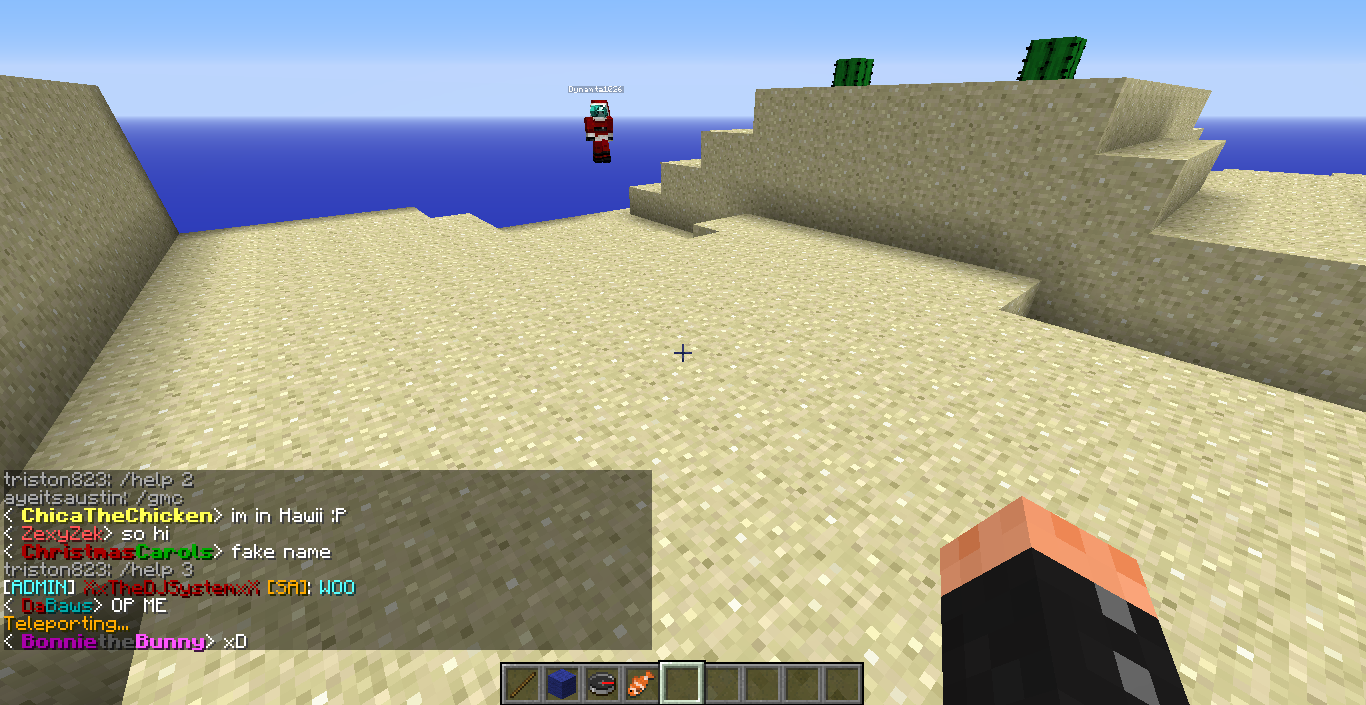 Dynamta1026
triston823: /help 2
ayeitsaustin: /gmc
< ChicaTheChicken> im in Hawii :P
< ZexyZek> so hi
< ChristmasCarols> fake name
triston823: /help 3
[ADMIN] XxTheDJSystemxX [SA]: WOO
< DaBaws> OP ME
Teleporting...
< BonnietheBunny> xD